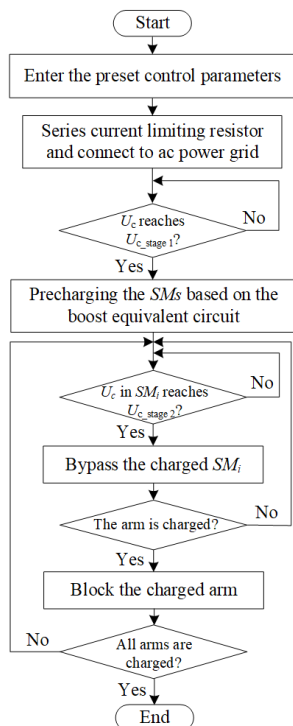 Start
Enter the preset control parameters
Series current limiting resistor
and connect to ac power grid
Uc reaches
Uc_stage 1?
No
Yes
Precharging the SMs based on the
boost equivalent circuit
Uc in SMi reaches
Uc_stage 2?
No
Yes
Bypass the charged SMi
The arm is charged?
No
Yes
Block the charged arm
No
All arms are
charged?
Yes
End